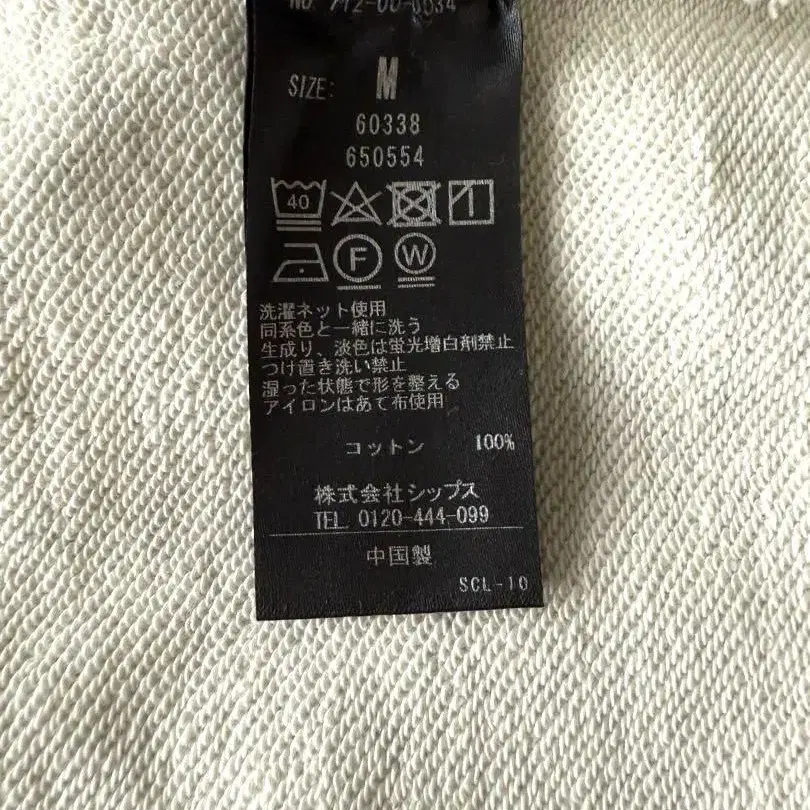 SIZE: M
60338
650554
40
F W
洗濯ネット使用
同系色と一緒に洗う
生成り、淡色は蛍光増白剤禁止
つけ置き洗い禁止
湿った状態で形を整える
アイロンはあて布使用
コットン 100%
株式会社シップス
TEL 0120-444-099
中国製
SCL-10